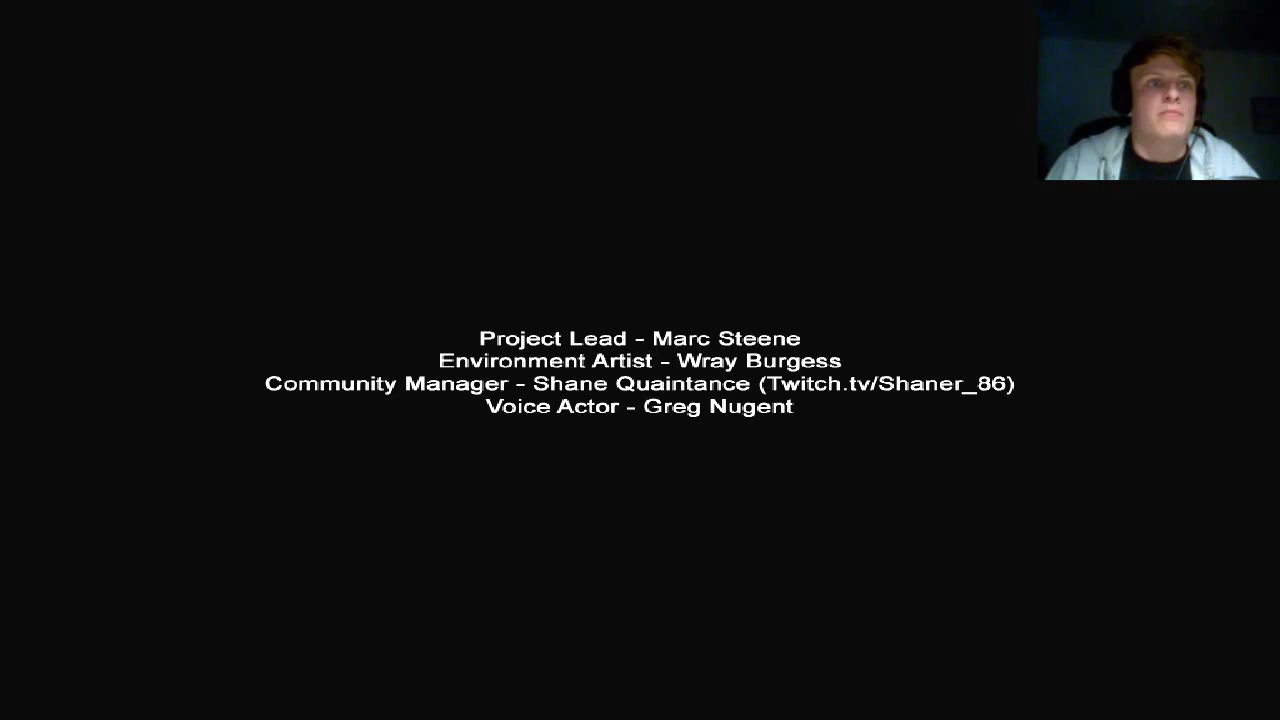 Project Lead - Marc Steene
Environment Artist - Wray Burgess
Community Manager - Shane Quaintance (Twitch.tv/Shaner_86)
Voice Actor - Greg Nugent